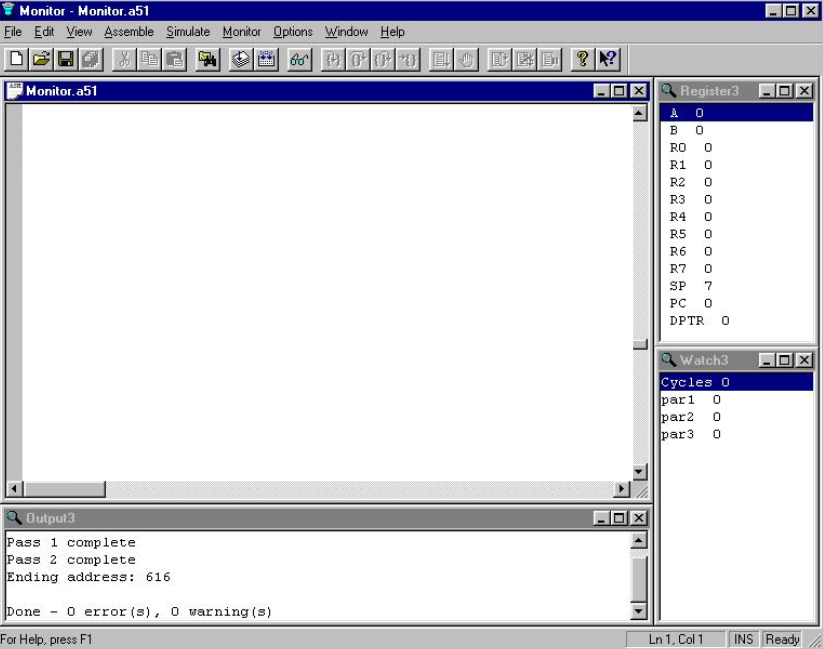 Monitor - Monitor.a51
File Edit View Assemble Simulate Monitor Options Window Help
Monitor.a51
Register3
A 0
B 0
R0 0
R1 0
R2 0
R3 0
R4 0
R5 0
R6 0
R7 0
SP 7
PC 0
DPTR 0
Watch3
Cycles 0
par1 0
par2 0
par3 0
Output3
Pass 1 complete
Pass 2 complete
Ending address: 616
Done - 0 error(s), 0 warning(s)
For Help, press F1
Ln 1, Col 1 INS Ready